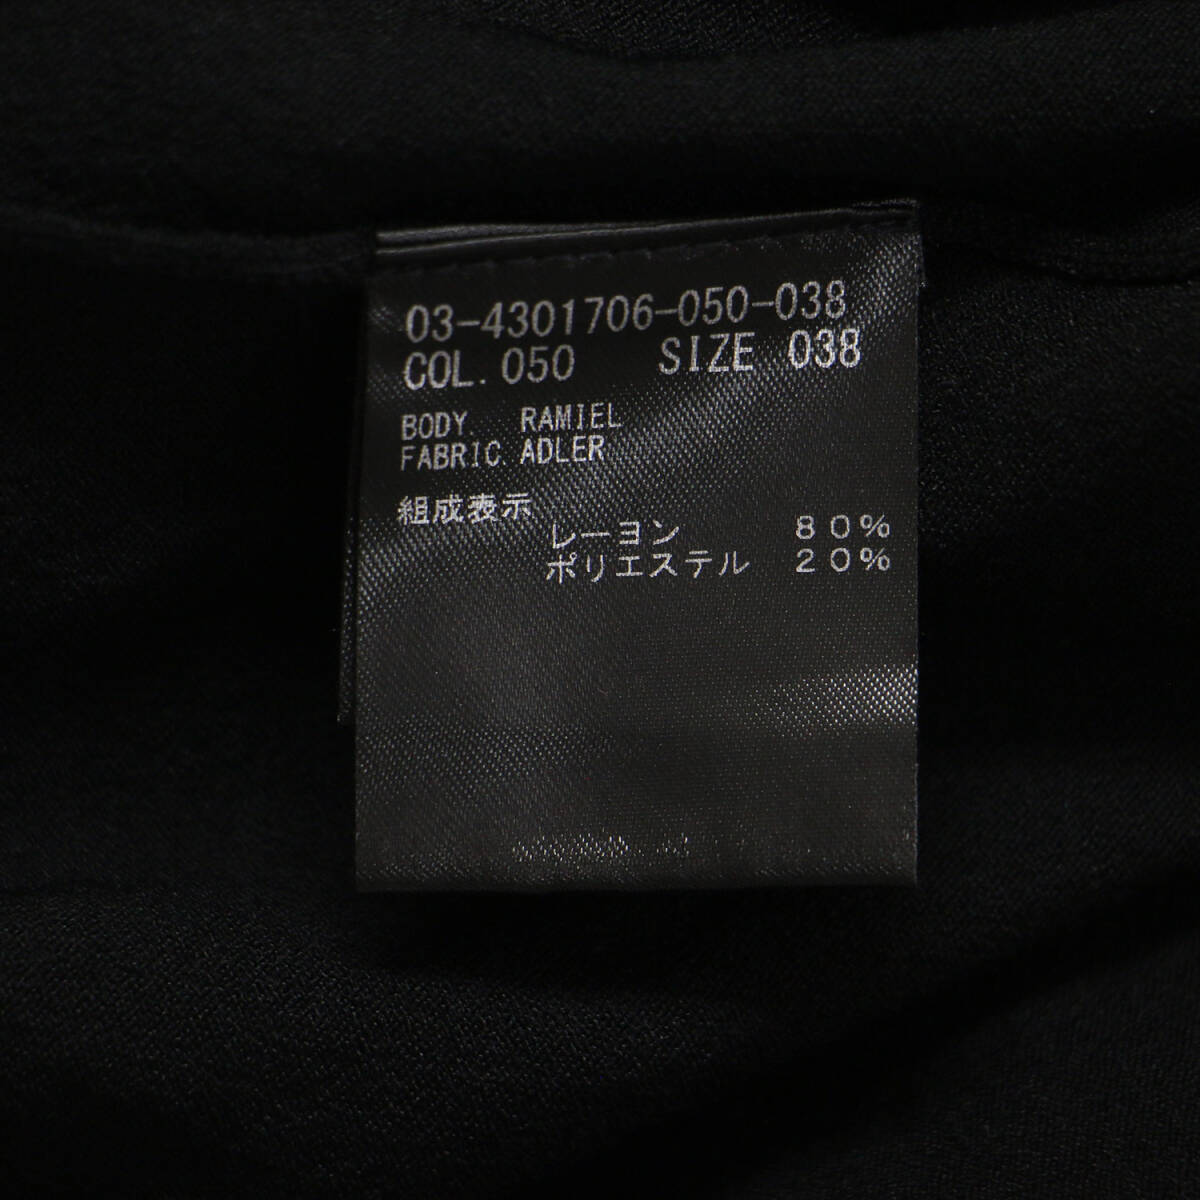 03-4301706-050-038
COL. 050 SIZE 038
BODY RAMIEL
FABRIC ADLER
組成表示
レーヨン 80%
ポリエステル 20%